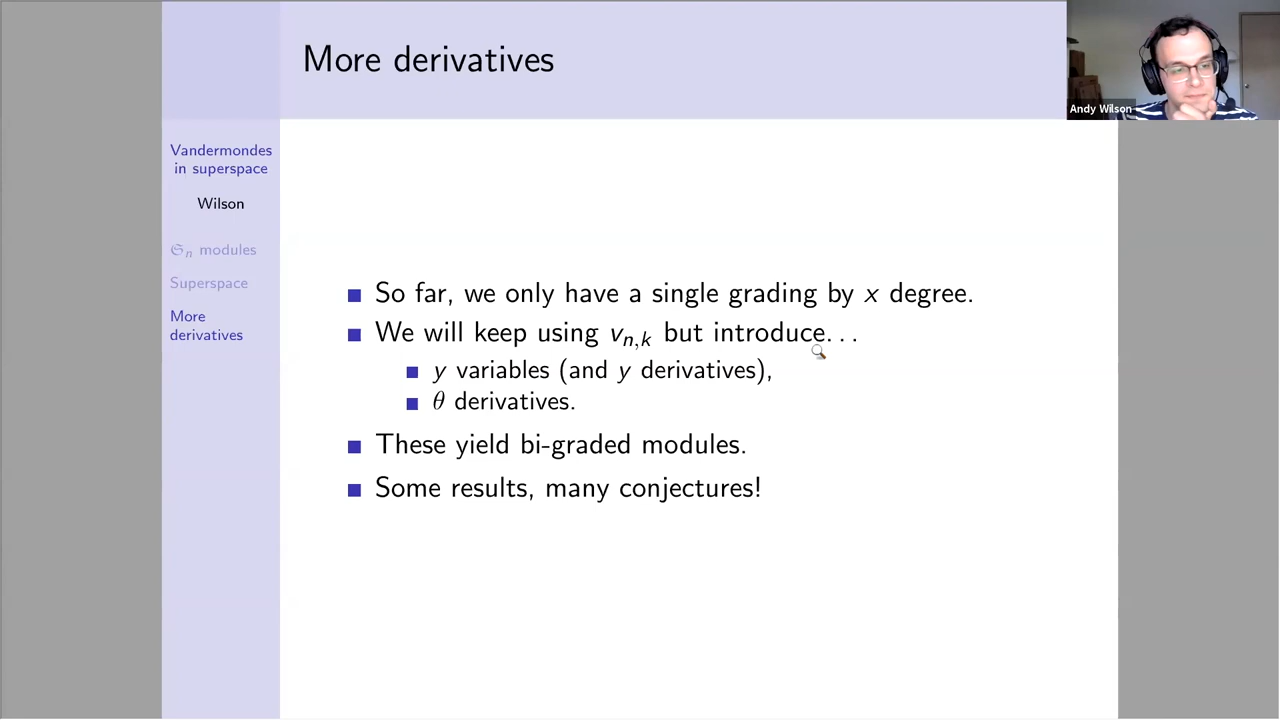 More derivatives
Andy Wilson
Vandermondes
in superspace
Wilson
𝔖n modules
Superspace
More
derivatives
So far, we only have a single grading by x degree.
We will keep using vn,k but introduce...
y variables (and y derivatives),
θ derivatives.
These yield bi-graded modules.
Some results, many conjectures!